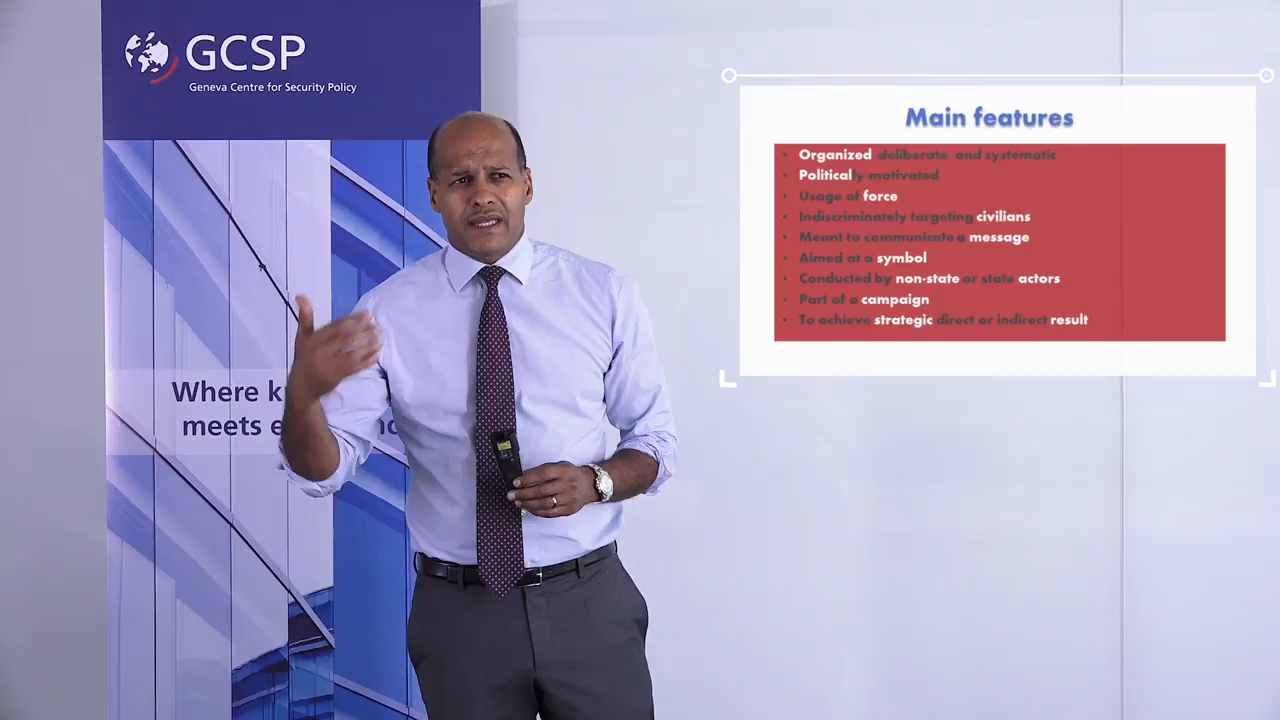 GCSP
Geneva Centre for Security Policy
Where k
meets e
Main features
• Organized deliberate and systematic
• Politically motivated
• Usage of force
• Indiscriminately targeting civilians
• Meant to communicate a message
• Aimed at a symbol
• Conducted by non-state or state actors
• Part of a campaign
• To achieve strategic direct or indirect result